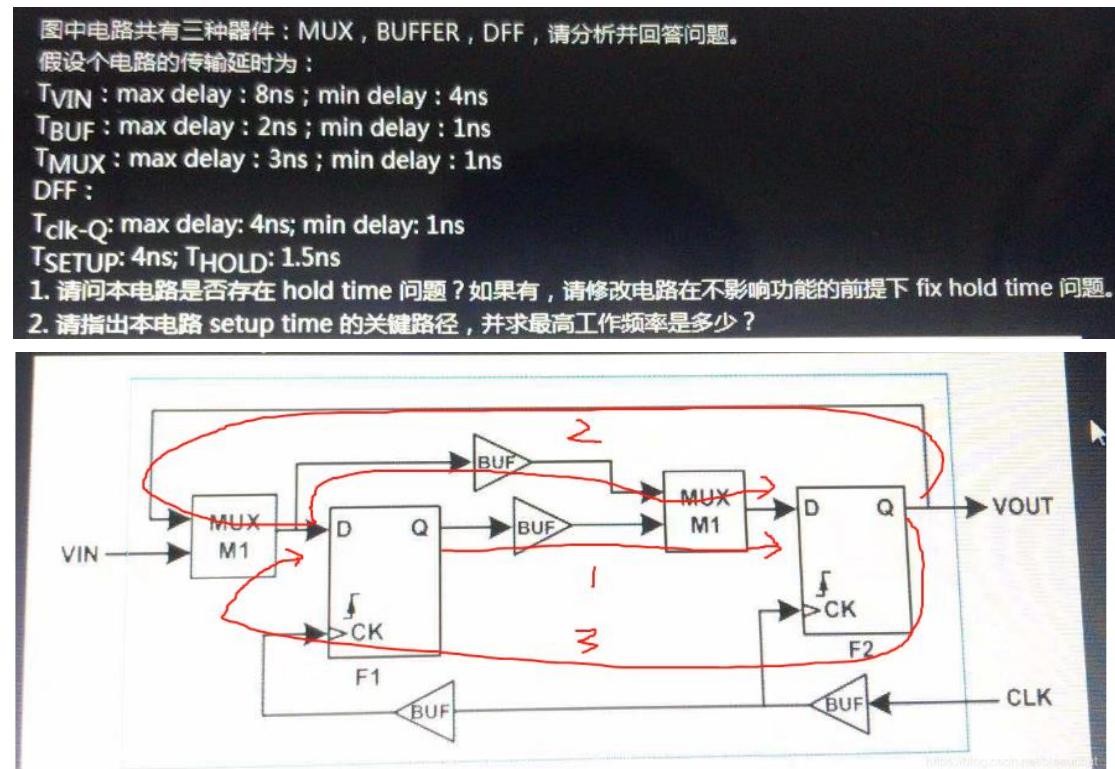 图中电路共有三种器件：MUX，BUFFER，DFF，请分析并回答问题。
假设个电路的传输延时为：
TVIN：max delay：8ns；min delay：4ns
TBUF：max delay：2ns；min delay：1ns
TMUX：max delay：3ns；min delay：1ns
DFF：
Tclk-Q: max delay: 4ns; min delay: 1ns
TSETUP: 4ns; THOLD: 1.5ns
1. 请问本电路是否存在 hold time 问题？如果有，请修改电路在不影响功能的前提下 fix hold time 问题。
2. 请指出本电路 setup time 的关键路径，并求最高工作频率是多少？
2
BUF
MUX
M1
VIN
MUX
M1
D Q
BUF
D Q
VOUT
1
CK
F1
3
CK
F2
BUF
BUF
CLK